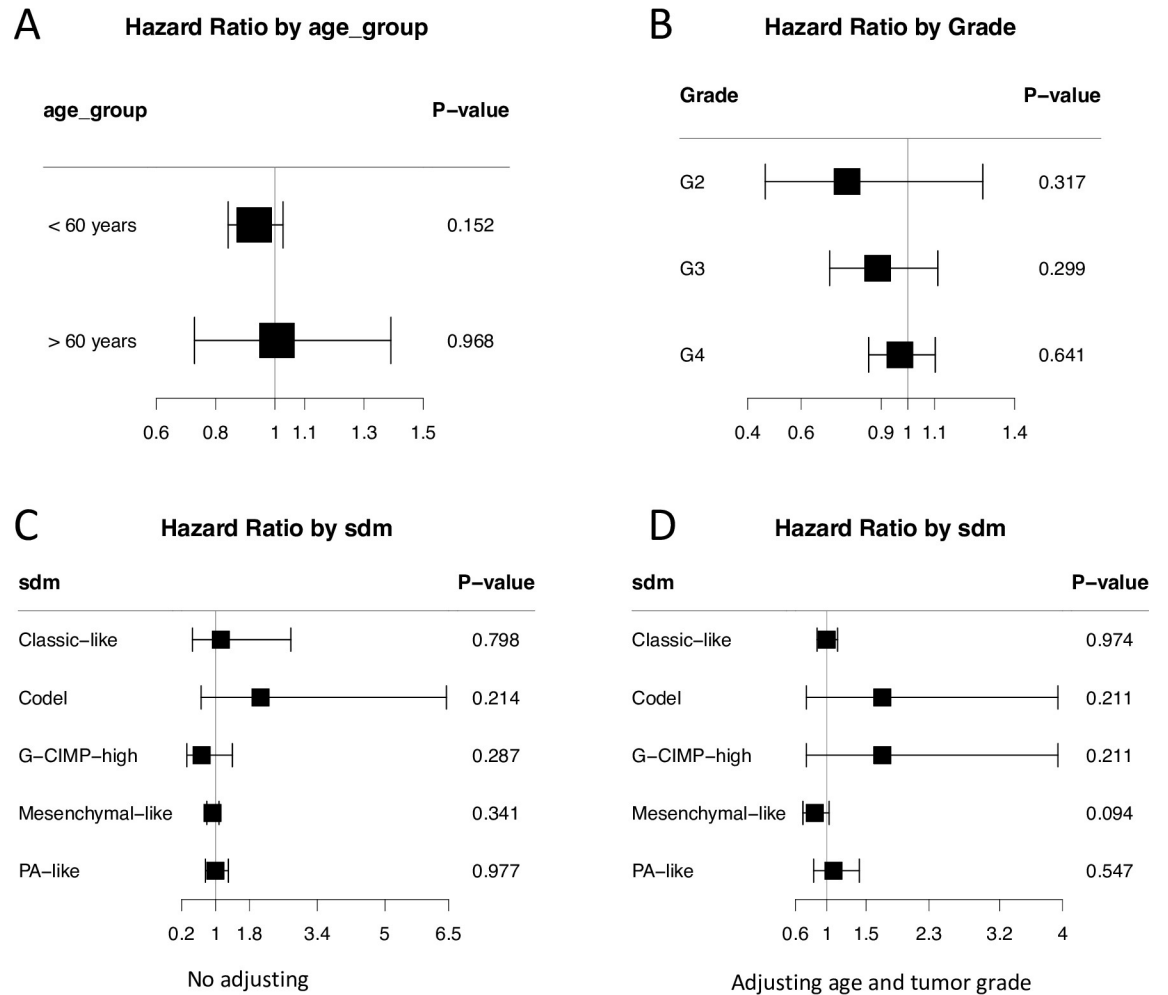 A
Hazard Ratio by age_group
age_group P−value
< 60 years 0.152
> 60 years 0.968
0.6 0.8 1 1.1 1.3 1.5
B
Hazard Ratio by Grade
Grade P−value
G2 0.317
G3 0.299
G4 0.641
0.4 0.6 0.9 1 1.1 1.4
C
Hazard Ratio by sdm
sdm P−value
Classic−like 0.798
Codel 0.214
G−CIMP−high 0.287
Mesenchymal−like 0.341
PA−like 0.977
0.2 1 1.8 3.4 5 6.5
No adjusting
D
Hazard Ratio by sdm
sdm P−value
Classic−like 0.974
Codel 0.211
G−CIMP−high 0.211
Mesenchymal−like 0.094
PA−like 0.547
0.6 1 1.5 2.3 3.2 4
Adjusting age and tumor grade